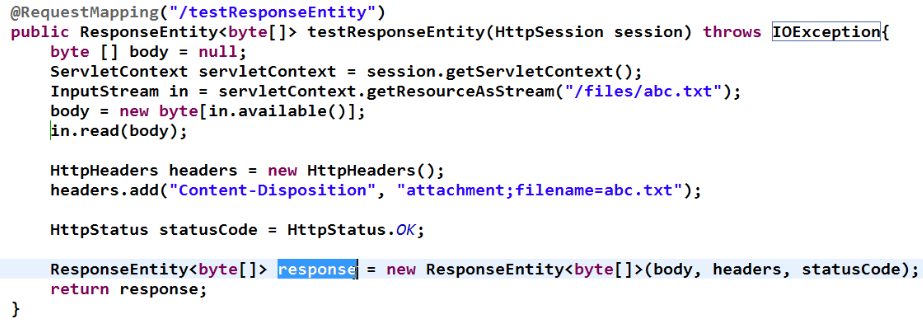 @RequestMapping("/testResponseEntity")
public ResponseEntity<byte[]> testResponseEntity(HttpSession session) throws IOException{
    byte [] body = null;
    ServletContext servletContext = session.getServletContext();
    InputStream in = servletContext.getResourceAsStream("/files/abc.txt");
    body = new byte[in.available()];
    in.read(body);

    HttpHeaders headers = new HttpHeaders();
    headers.add("Content-Disposition", "attachment;filename=abc.txt");

    HttpStatus statusCode = HttpStatus.OK;

    ResponseEntity<byte[]> response = new ResponseEntity<byte[]>(body, headers, statusCode);
    return response;
}